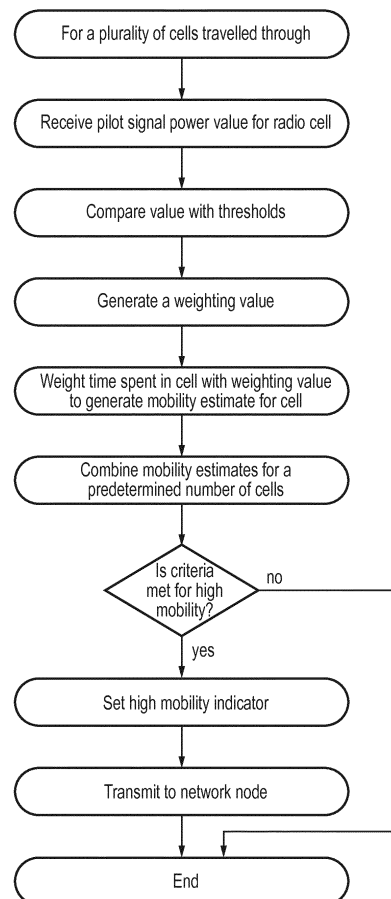 For a plurality of cells travelled through
Receive pilot signal power value for radio cell
Compare value with thresholds
Generate a weighting value
Weight time spent in cell with weighting value
to generate mobility estimate for cell
Combine mobility estimates for a
predetermined number of cells
Is criteria
met for high
mobility?
no
yes
Set high mobility indicator
Transmit to network node
End